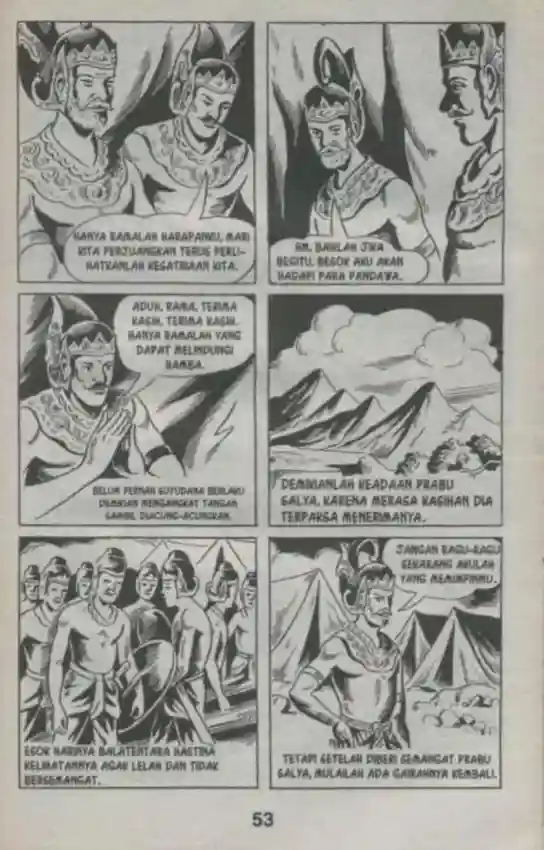 HANYA RAMALAH HARAPANKU, MARI
KITA PERJUANGKAN TERUS PERLI-
HATKANLAH KESATRIAAN KITA.
HM, BAIKLAH JIKA
BEGITU, BESOK AKU AKAN
HADAPI PARA PANDAWA.
ADUH, RAMA, TERIMA
KASIH, TERIMA KASIH.
HANYA RAMALAH YANG
DAPAT MELINDUNGI
HAMBA.
BELUM PERNAH SUYUDANA BERLAKU
DEMIKIAN MENGANGKAT TANGAN
SAMBIL DIACUNG-ACUNGKAN.
DEMIKIANLAH KEADAAN PRABU
SALYA, KARENA MERASA KASIHAN DIA
TERPAKSA MENERIMANYA.
ESOK HARINYA BALATENTARA HASTINA
KELIHATANNYA AGAK LELAH DAN TIDAK
BERSEMANGAT.
JANGAN RAGU-RAGU
SEKARANG AKULAH
YANG MEMIMPINMU.
TETAPI SETELAH DIBERI SEMANGAT PRABU
SALYA, MULAILAH ADA GAIRAHNYA KEMBALI.
53